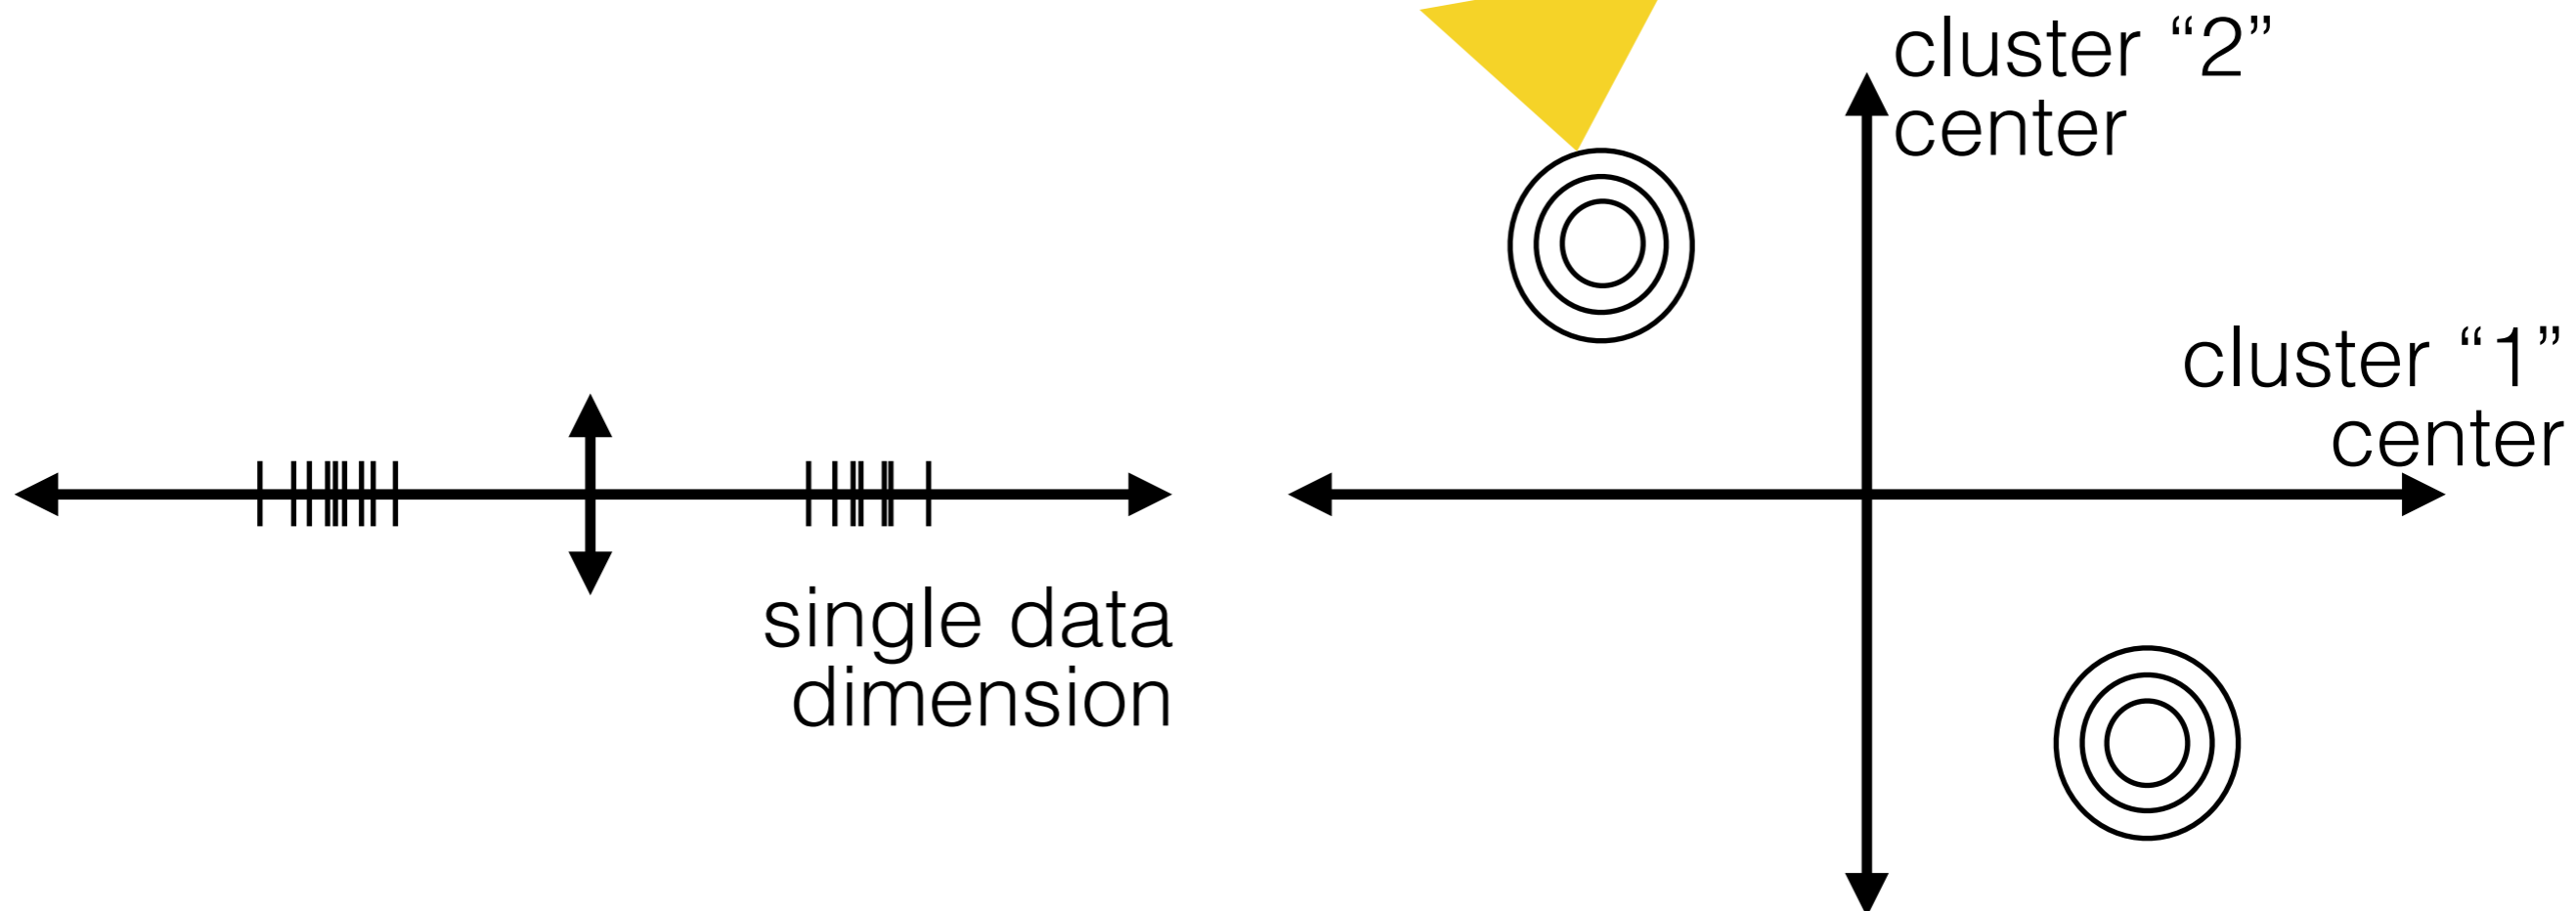 cluster “2”
center
cluster “1”
center
single data
dimension